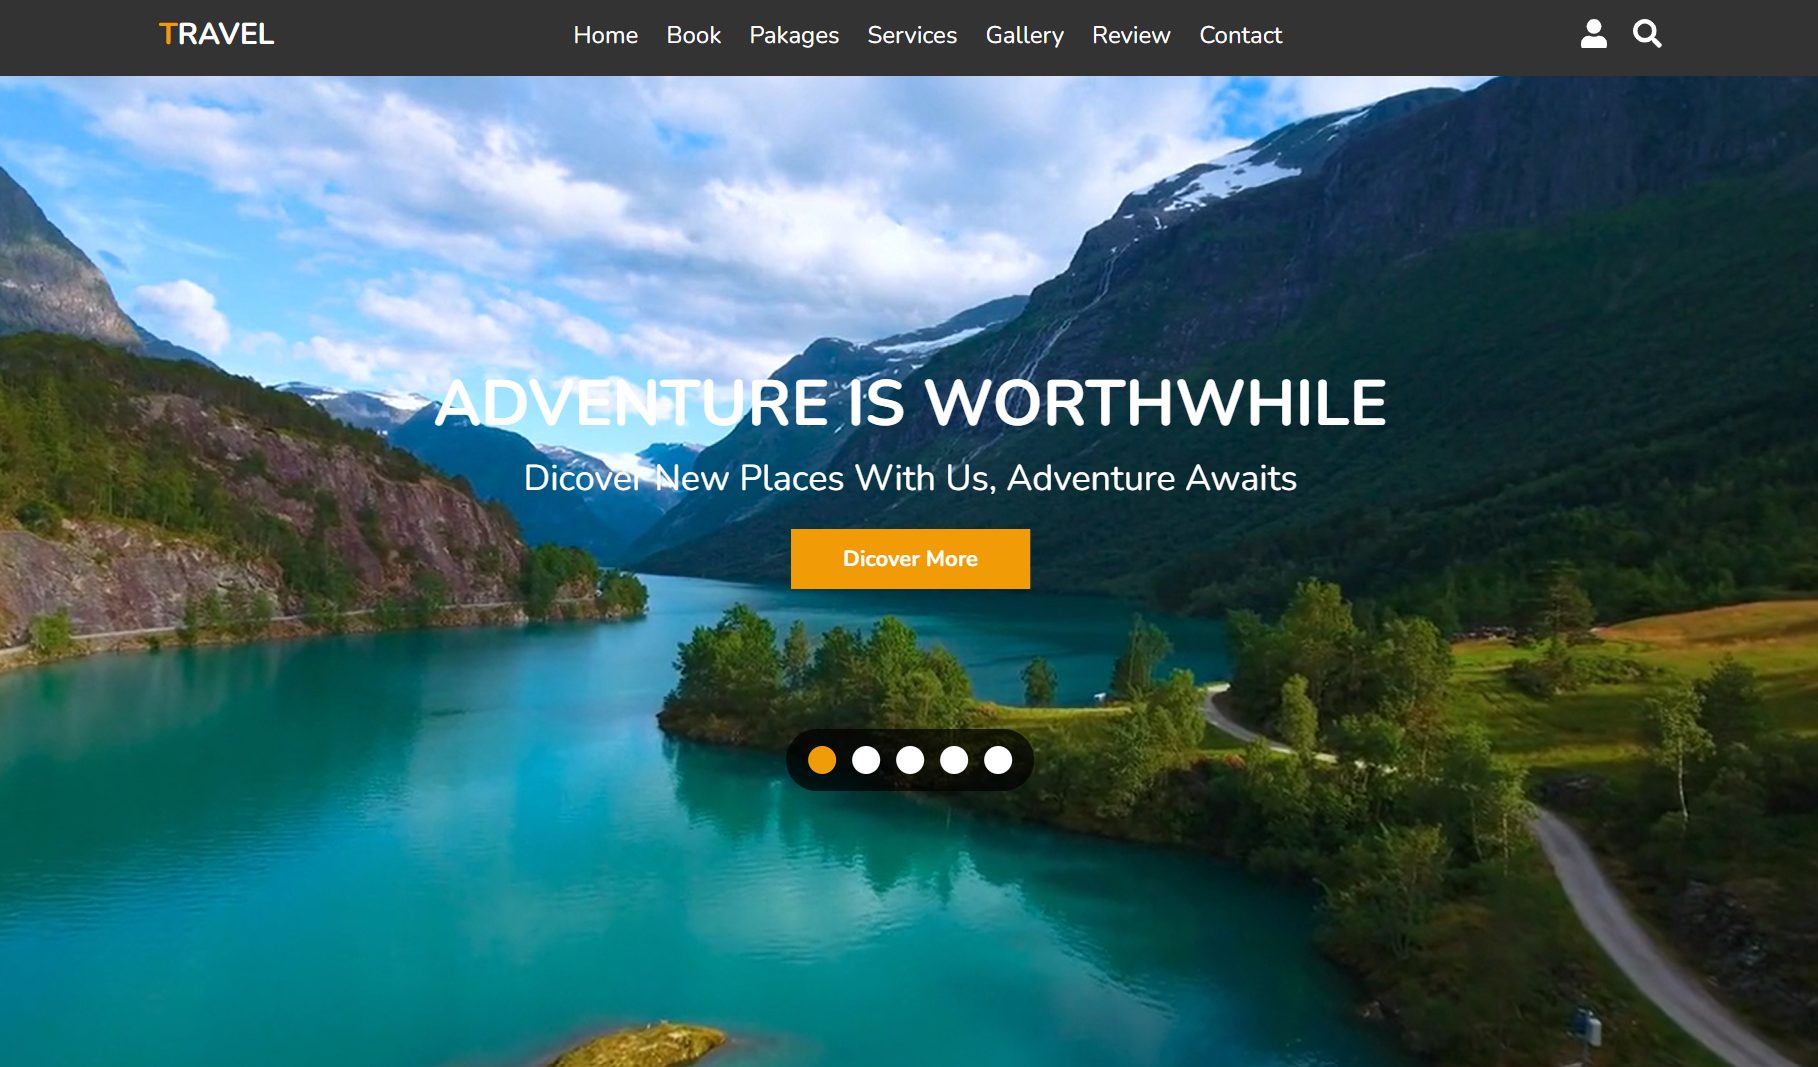 TRAVEL
Home Book Pakages Services Gallery Review Contact
ADVENTURE IS WORTHWHILE
Dicover New Places With Us, Adventure Awaits
Dicover More